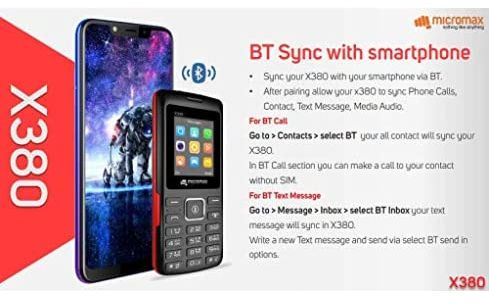 micromax
nothing like anything
BT Sync with smartphone
• Sync your X380 with your smartphone via BT.
• After pairing allow your x380 to sync Phone Calls,
Contact, Text Message, Media Audio.
For BT Call
Go to > Contacts > select BT your all contact will sync your
X380.
In BT Call section you can make a call to your contact
without SIM.
For BT Text Message
Go to > Message > Inbox > select BT Inbox your text
message will sync in X380.
Write a new Text message and send via select BT send in
options.
X380
X380
micromax